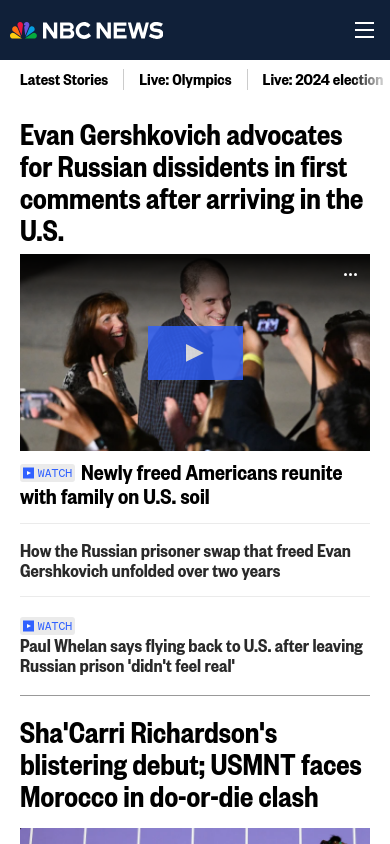 NBC NEWS
Latest Stories
Live: Olympics
Live: 2024 election
Evan Gershkovich advocates
for Russian dissidents in first
comments after arriving in the
U.S.
WATCH Newly freed Americans reunite
with family on U.S. soil
How the Russian prisoner swap that freed Evan
Gershkovich unfolded over two years
WATCH
Paul Whelan says flying back to U.S. after leaving
Russian prison 'didn't feel real'
Sha'Carri Richardson's
blistering debut; USMNT faces
Morocco in do-or-die clash